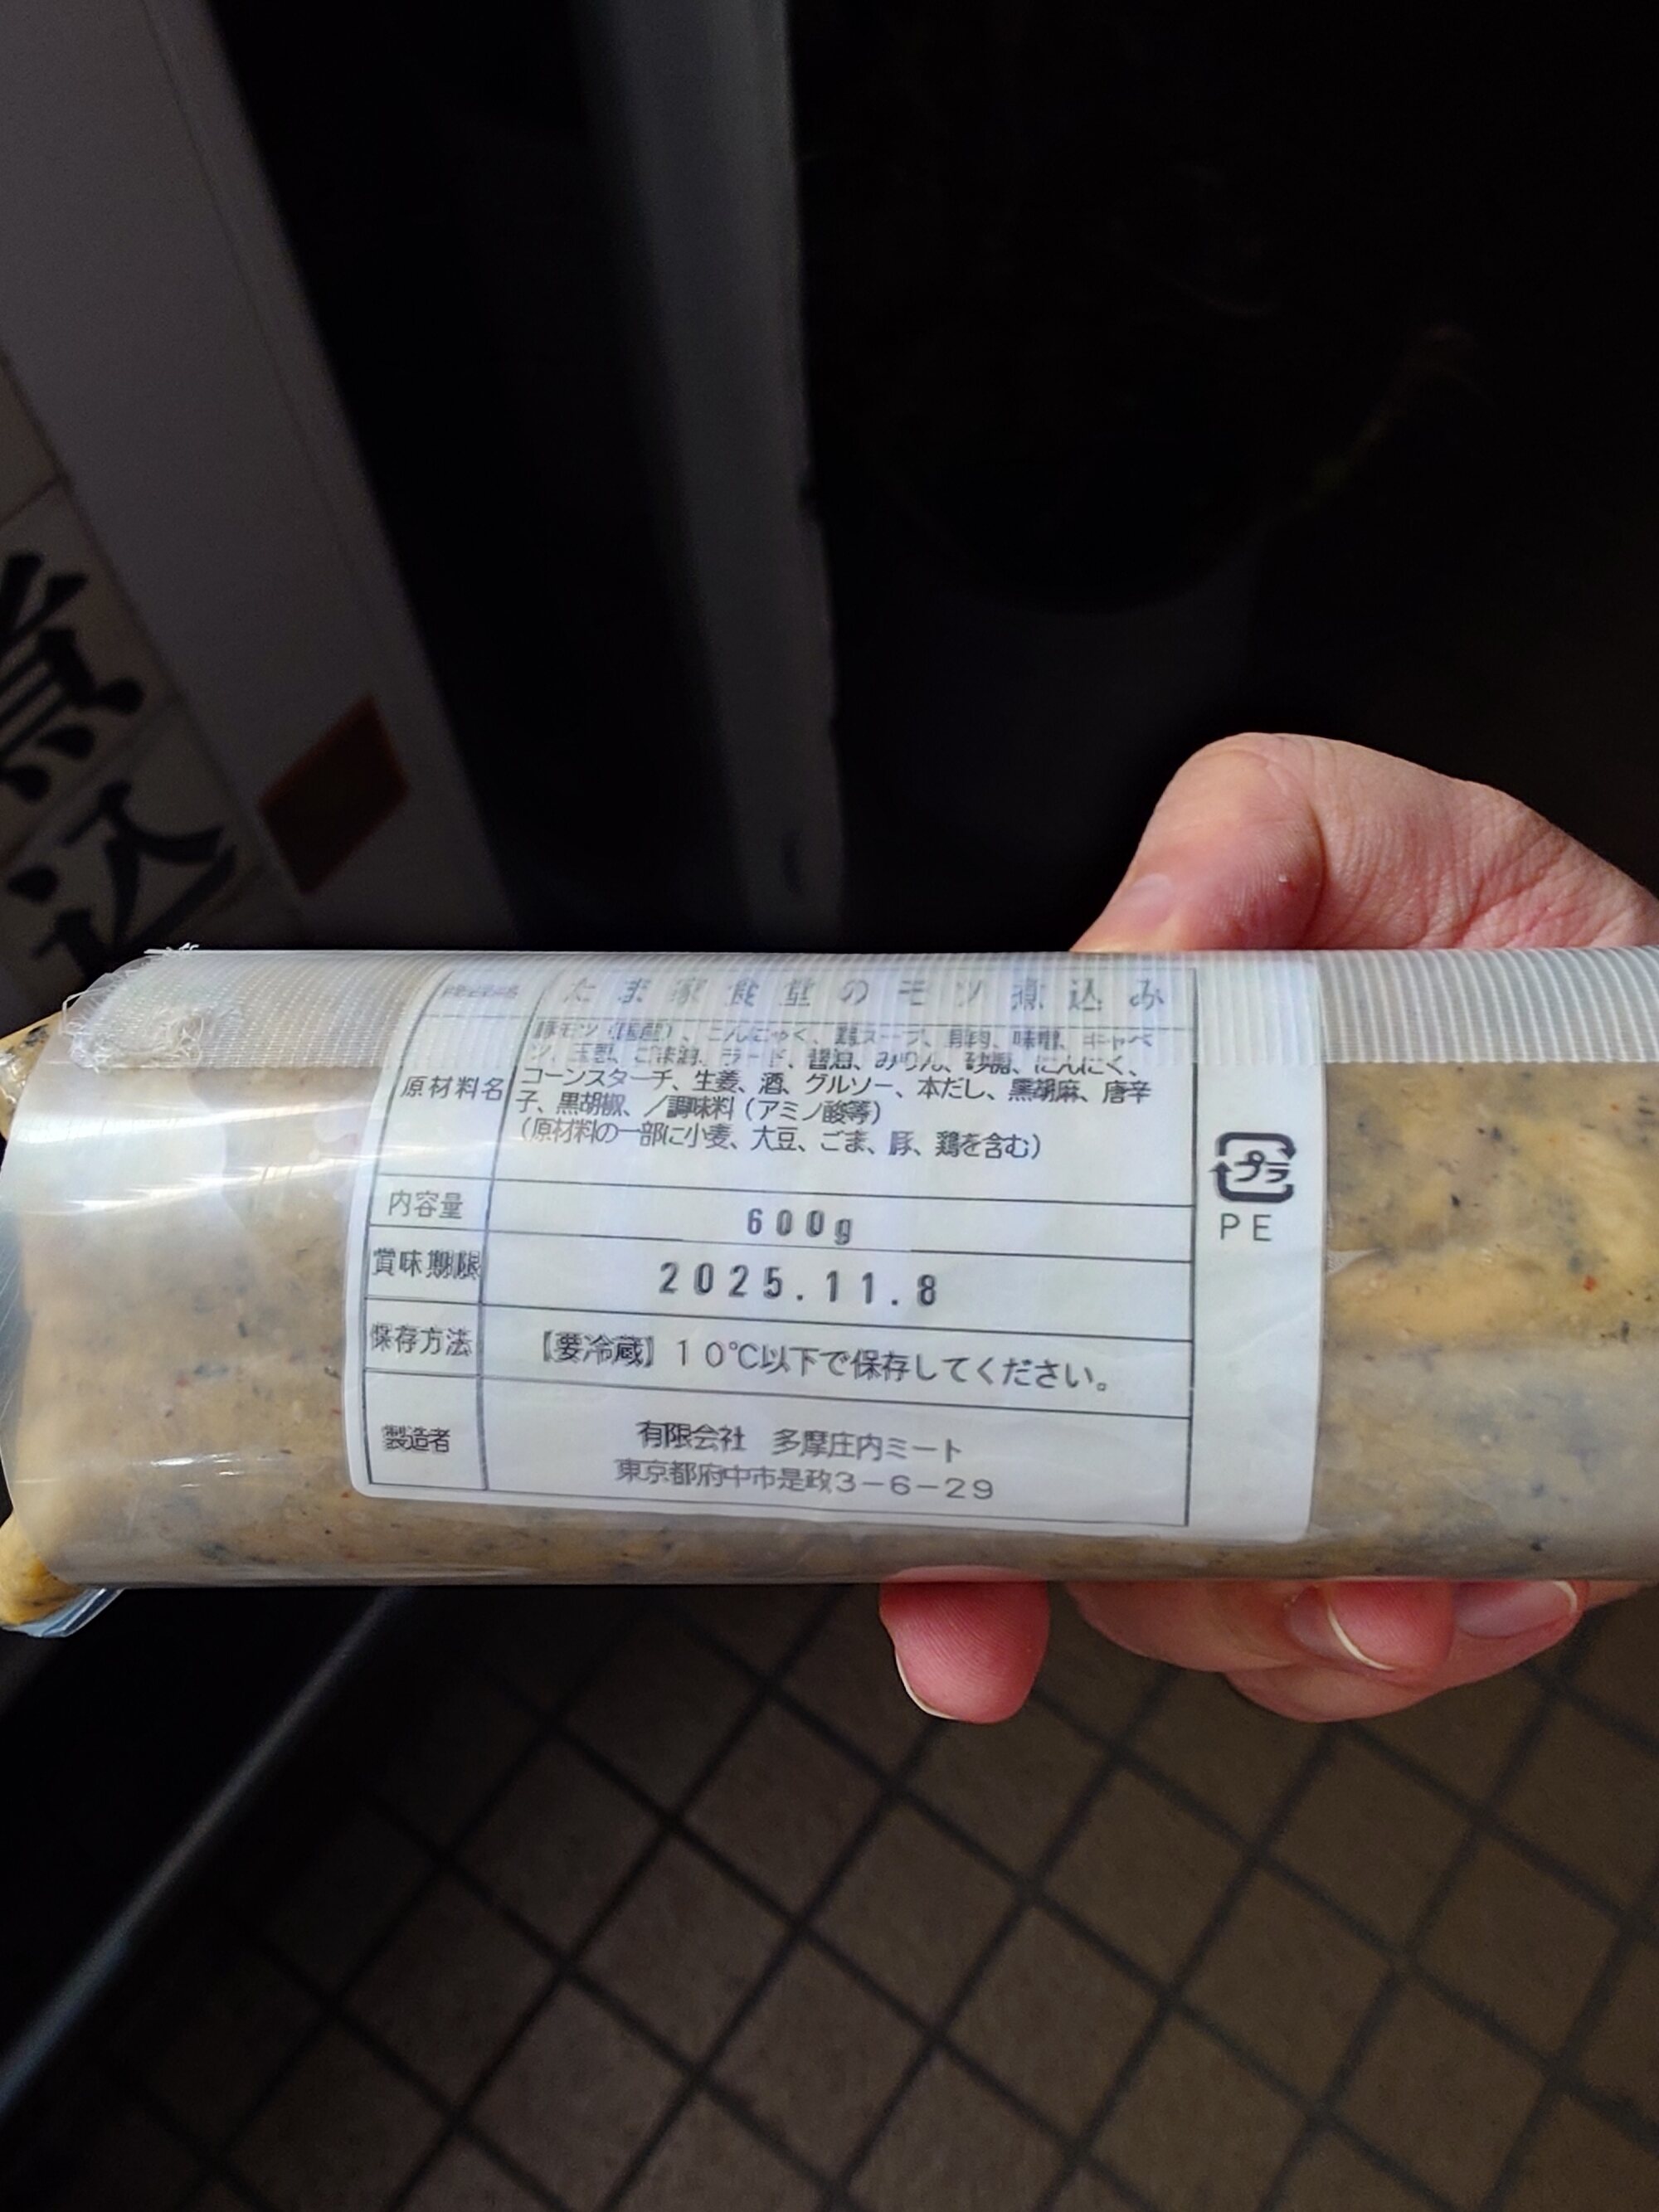 煮
込
たま家食堂のモツ煮込み
原材料名
豚モツ（国産）、こんにゃく、鶏スープ、豚肉、味噌、キャベ
ツ、玉葱、ごま油、ラード、醤油、みりん、砂糖、にんにく、
コーンスターチ、生姜、酒、グルソー、本だし、黒胡麻、唐辛
子、黒胡椒、／調味料（アミノ酸等）
（原材料の一部に小麦、大豆、ごま、豚、鶏を含む）
内容量 600g
賞味期限 2025.11.8
保存方法 【要冷蔵】１０℃以下で保存してください。
製造者 有限会社　多摩庄内ミート
東京都府中市是政3－6－29
プラ
PE